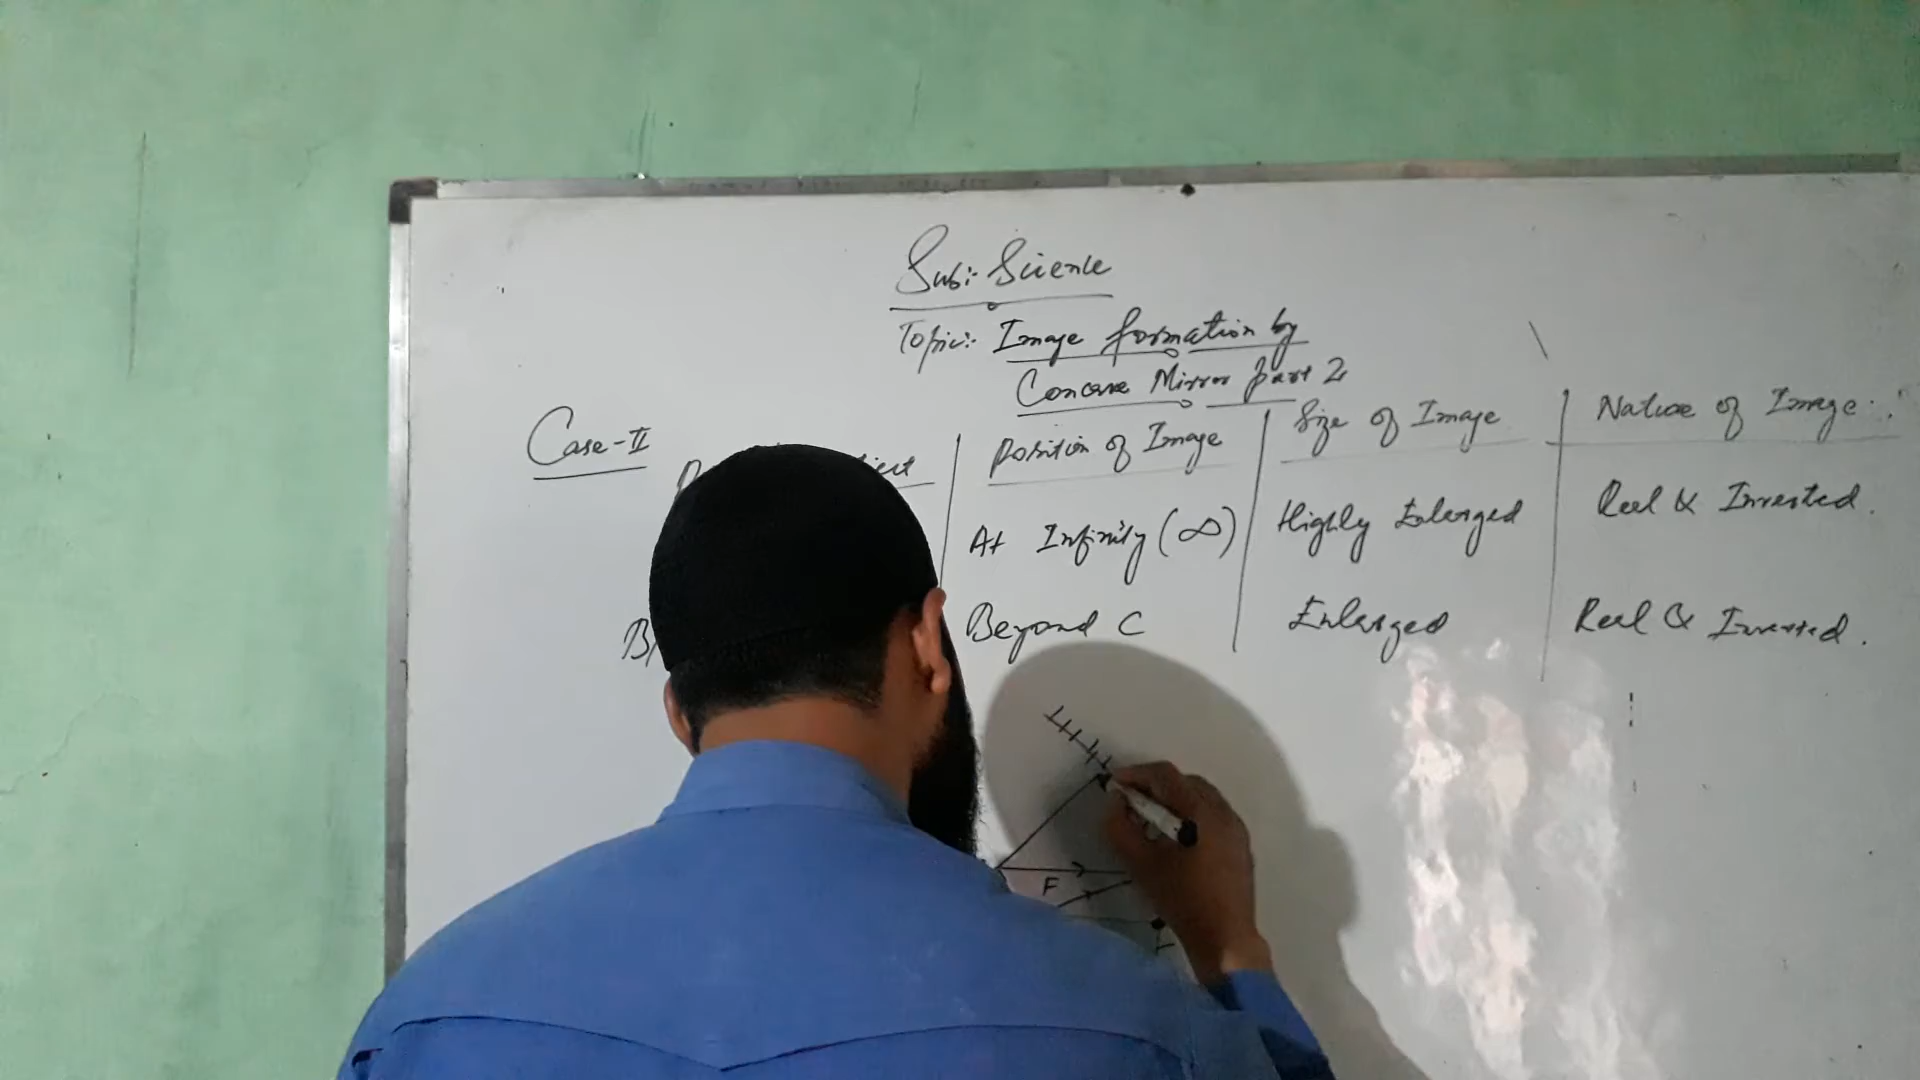 Sub:- Science
Topic:- Image formation by
Concave Mirror part 2
Case-II
Position of Image
Size of Image
Nature of Image
At Infinity (∞)
Highly Enlarged
Real & Inverted.
Beyond C
Enlarged
Real & Inverted.
F